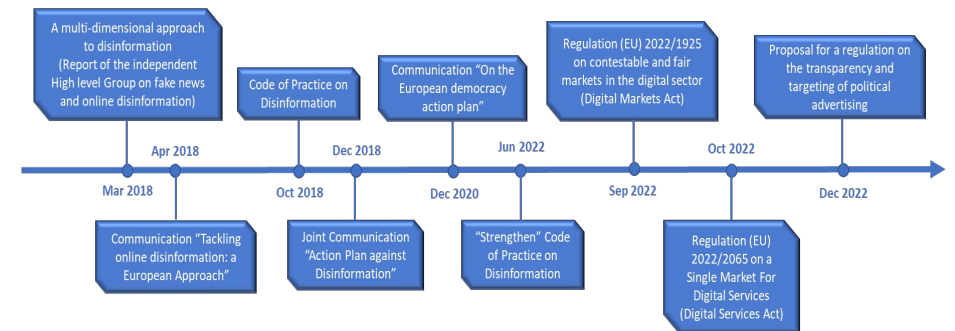 A multi-dimensional approach
to disinformation
(Report of the independent
High level Group on fake news
and online disinformation)
Code of Practice on
Disinformation
Communication “On the
European democracy
action plan”
Regulation (EU) 2022/1925
on contestable and fair
markets in the digital sector
(Digital Markets Act)
Proposal for a regulation on
the transparency and
targeting of political
advertising
Apr 2018
Dec 2018
Jun 2022
Oct 2022
Mar 2018
Oct 2018
Dec 2020
Sep 2022
Dec 2022
Communication “Tackling
online disinformation: a
European Approach”
Joint Communication
“Action Plan against
Disinformation”
“Strengthen” Code
of Practice on
Disinformation
Regulation (EU)
2022/2065 on a
Single Market For
Digital Services
(Digital Services Act)